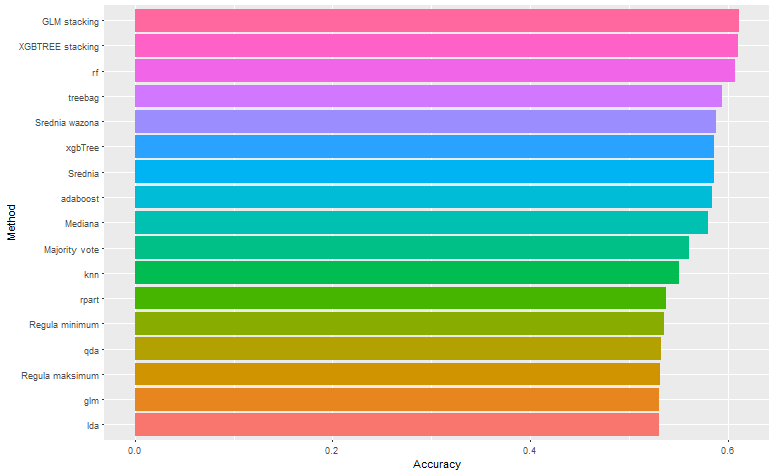 GLM stacking
XGBTREE stacking
rf
treebag
Srednia wazona
xgbTree
Srednia
adaboost
Mediana
Majority vote
knn
rpart
Regula minimum
qda
Regula maksimum
glm
lda
Method
0.0 0.2 0.4 0.6
Accuracy